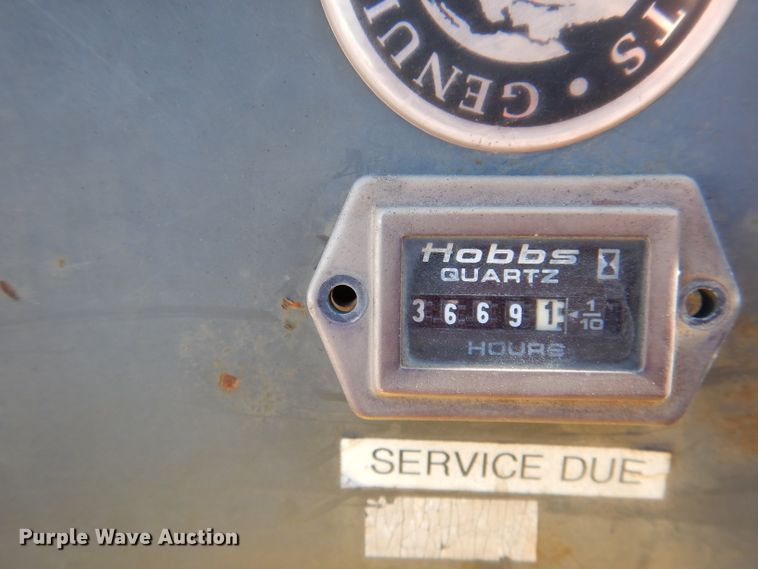 GENUI
TS •
Hobbs
QUARTZ
3 6 6 9 1
1/10
HOURS
SERVICE DUE
Purple Wave Auction